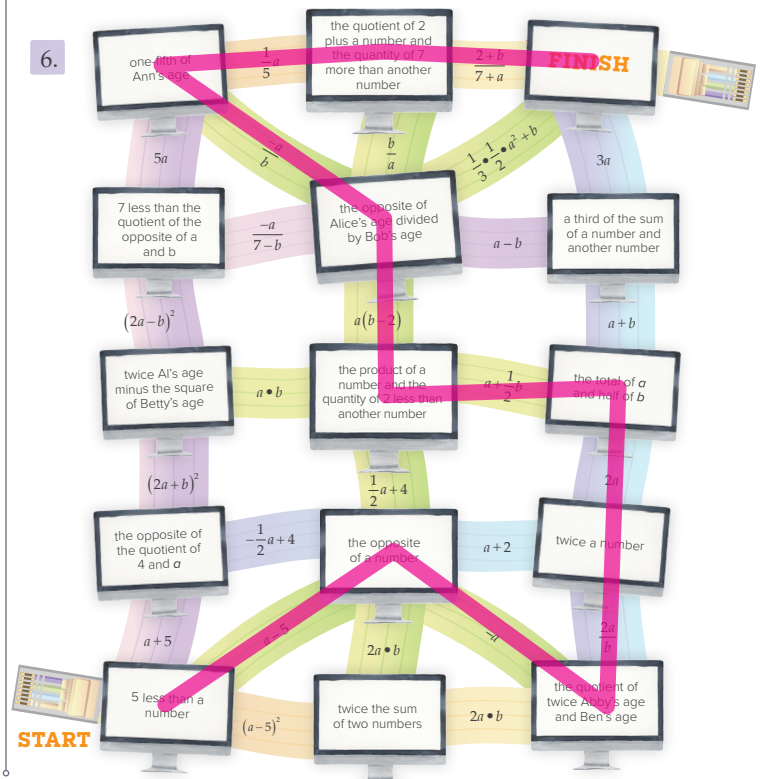 6.
one-fifth of
Ann's age
1/5 a
the quotient of 2
plus a number and
the quantity of 7
more than another
number
2+b/7+a
FINISH
5a
-a/b
b/a
1/3•1/2•a²+b
3a
7 less than the
quotient of the
opposite of a
and b
-a/7-b
the opposite of
Alice's age divided
by Bob's age
a-b
a third of the sum
of a number and
another number
(2a-b)²
a(b-2)
a+b
twice Al's age
minus the square
of Betty's age
a•b
the product of a
number and the
quantity of 2 less than
another number
a+1/2 b
the total of a
and half of b
(2a+b)²
1/2 a+4
2a
the opposite of
the quotient of
4 and a
-1/2 a+4
the opposite
of a number
a+2
twice a number
a+5
a-5
2a•b
-a
2a/b
5 less than a
number
(a-5)²
twice the sum
of two numbers
2a•b
the quotient of
twice Abby's age
and Ben's age
START